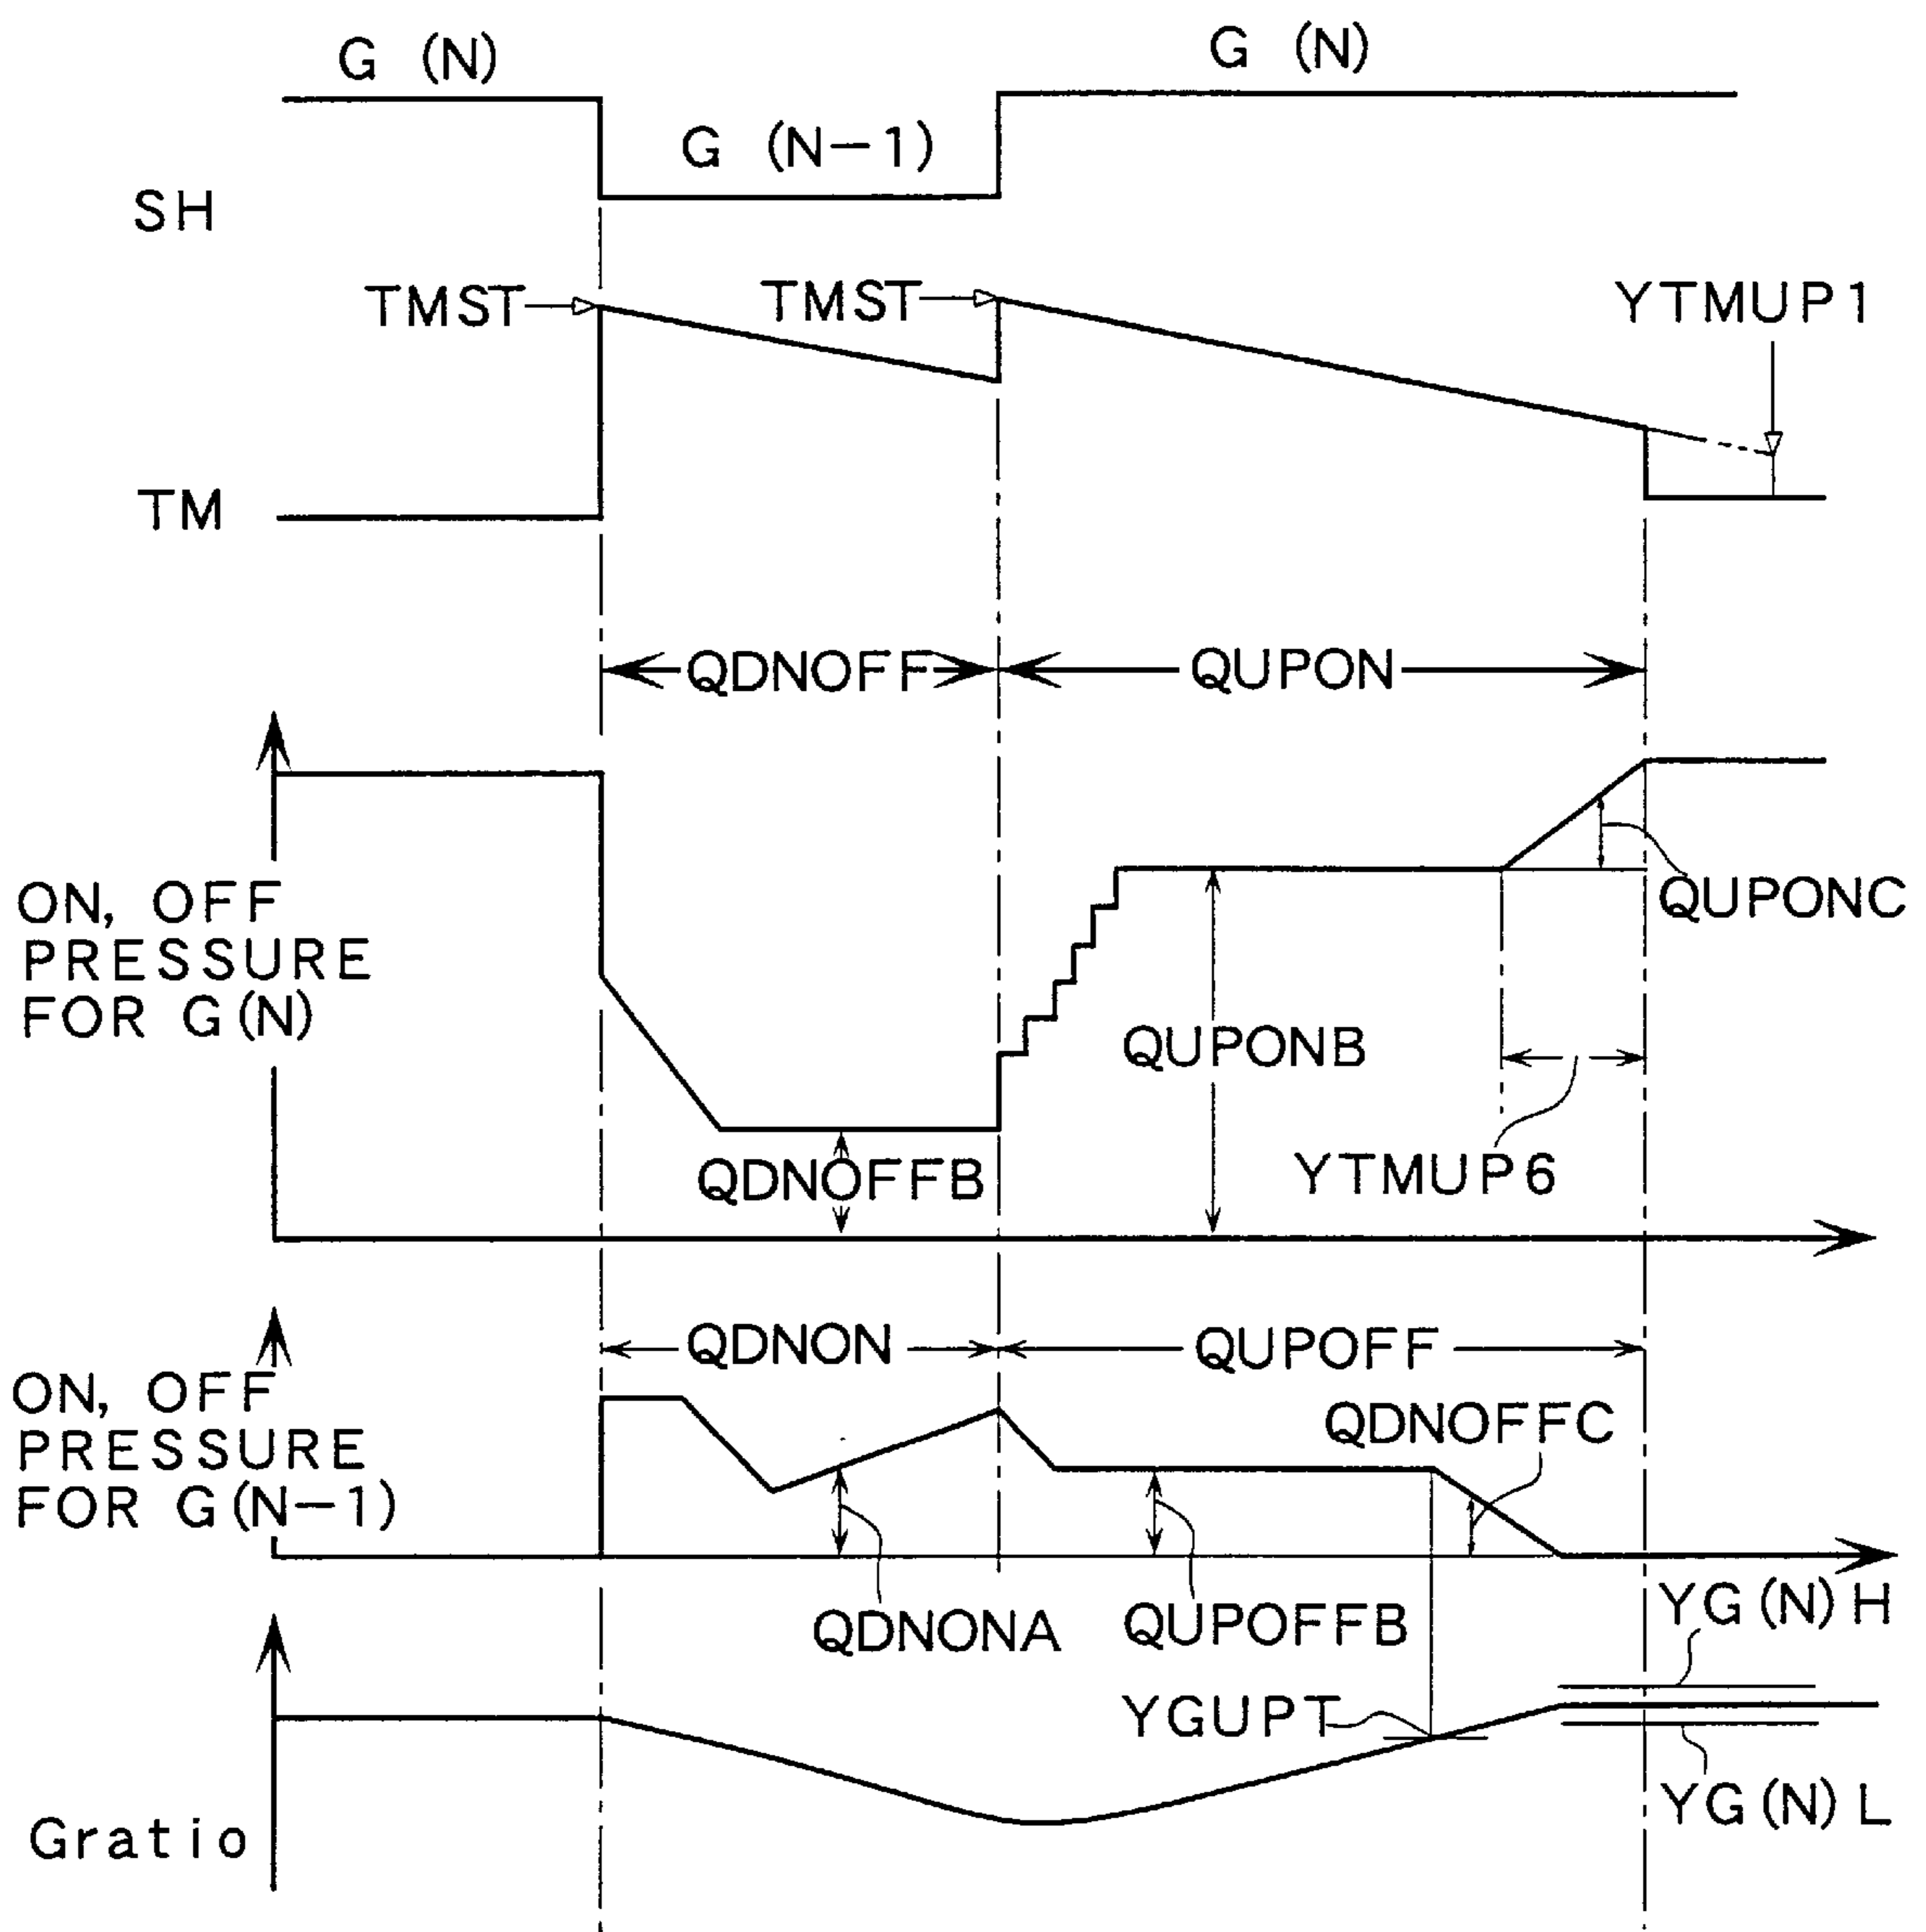 G (N)
G (N)
G (N-1)
SH
TMST
TMST
YTMUP1
TM
QDNOFF
QUPON
ON, OFF
PRESSURE
FOR G(N)
QUPONC
QUPONB
QDNOFFB
YTMUP6
QDNON
QUPOFF
ON, OFF
PRESSURE
FOR G(N-1)
QDNOFFC
QDNONA
QUPOFFB
YG(N)H
YGUPT
YG(N)L
Gratio